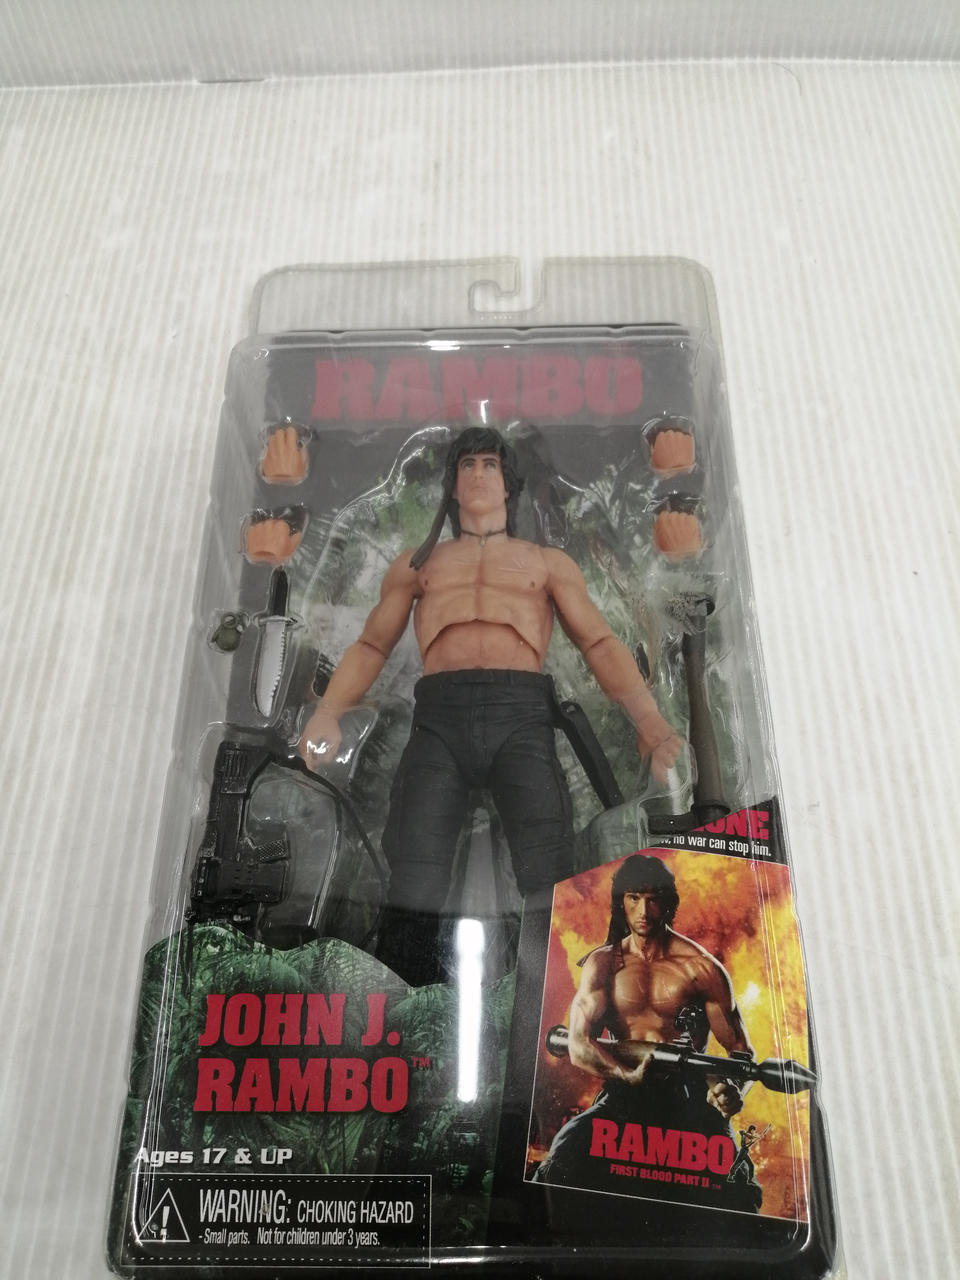 RAMBO
no war can stop him.
JOHN J.
RAMBO™
RAMBO
FIRST BLOOD PART II ™
Ages 17 & UP
WARNING: CHOKING HAZARD
-Small parts. Not for children under 3 years.